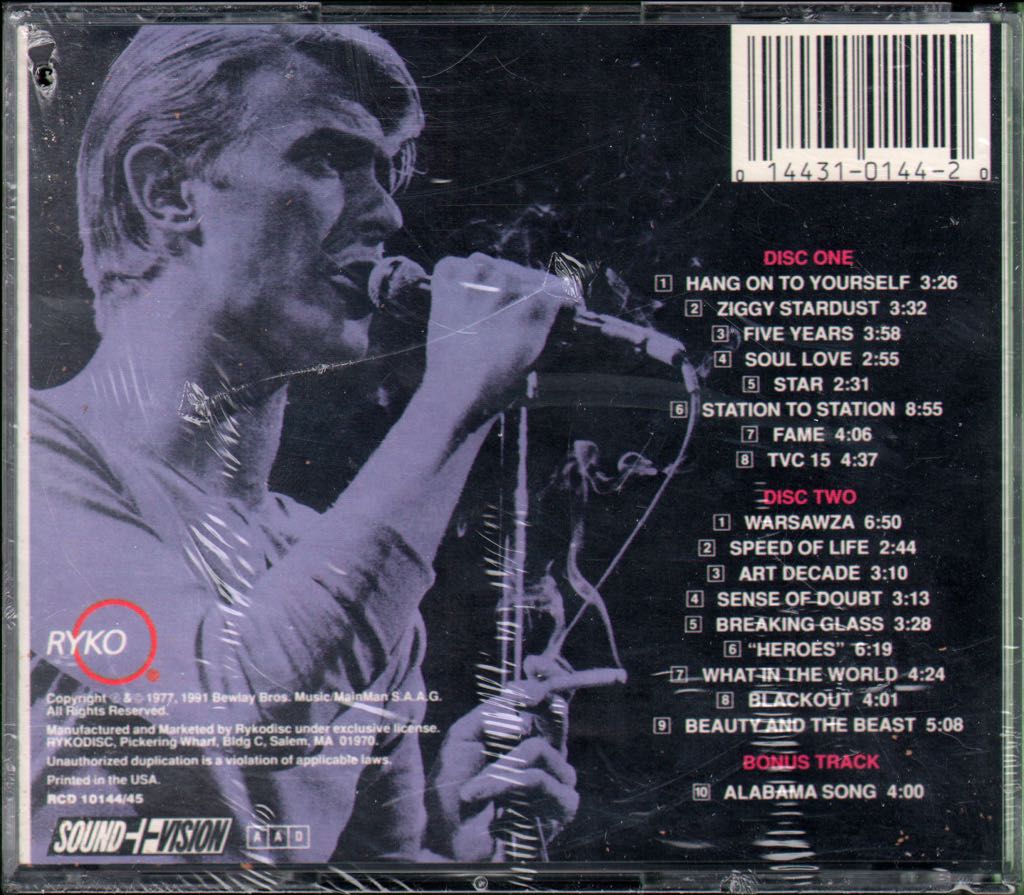 0 14431-0144-2 0
DISC ONE
1 HANG ON TO YOURSELF 3:26
2 ZIGGY STARDUST 3:32
3 FIVE YEARS 3:58
4 SOUL LOVE 2:55
5 STAR 2:31
6 STATION TO STATION 8:55
7 FAME 4:06
8 TVC 15 4:37
DISC TWO
1 WARSAWZA 6:50
2 SPEED OF LIFE 2:44
3 ART DECADE 3:10
4 SENSE OF DOUBT 3:13
5 BREAKING GLASS 3:28
6 “HEROES” 6:19
7 WHAT IN THE WORLD 4:24
8 BLACKOUT 4:01
9 BEAUTY AND THE BEAST 5:08
BONUS TRACK
10 ALABAMA SONG 4:00
RYKO
Copyright ℗ & © 1977, 1991 Bewlay Bros. Music/MainMan S.A.A.G.
All Rights Reserved.
Manufactured and Marketed by Rykodisc under exclusive license.
RYKODISC, Pickering Wharf, Bldg C, Salem, MA 01970.
Unauthorized duplication is a violation of applicable laws.
Printed in the USA.
RCD 10144/45
SOUND+VISION AAD